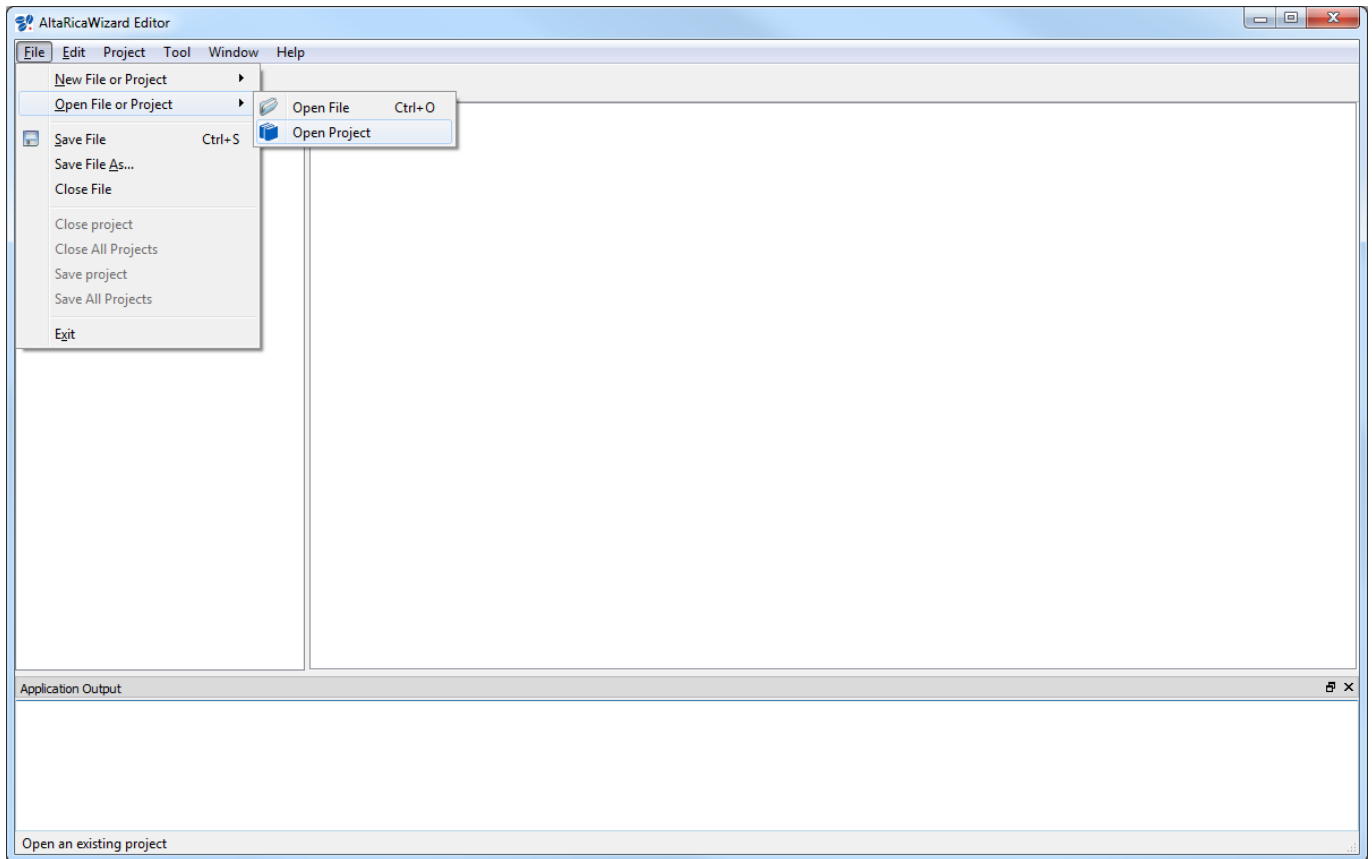 AltaRicaWizard Editor
File Edit Project Tool Window Help
New File or Project
Open File or Project
Open File Ctrl+O
Open Project
Save File Ctrl+S
Save File As...
Close File
Close project
Close All Projects
Save project
Save All Projects
Exit
Application Output
Open an existing project